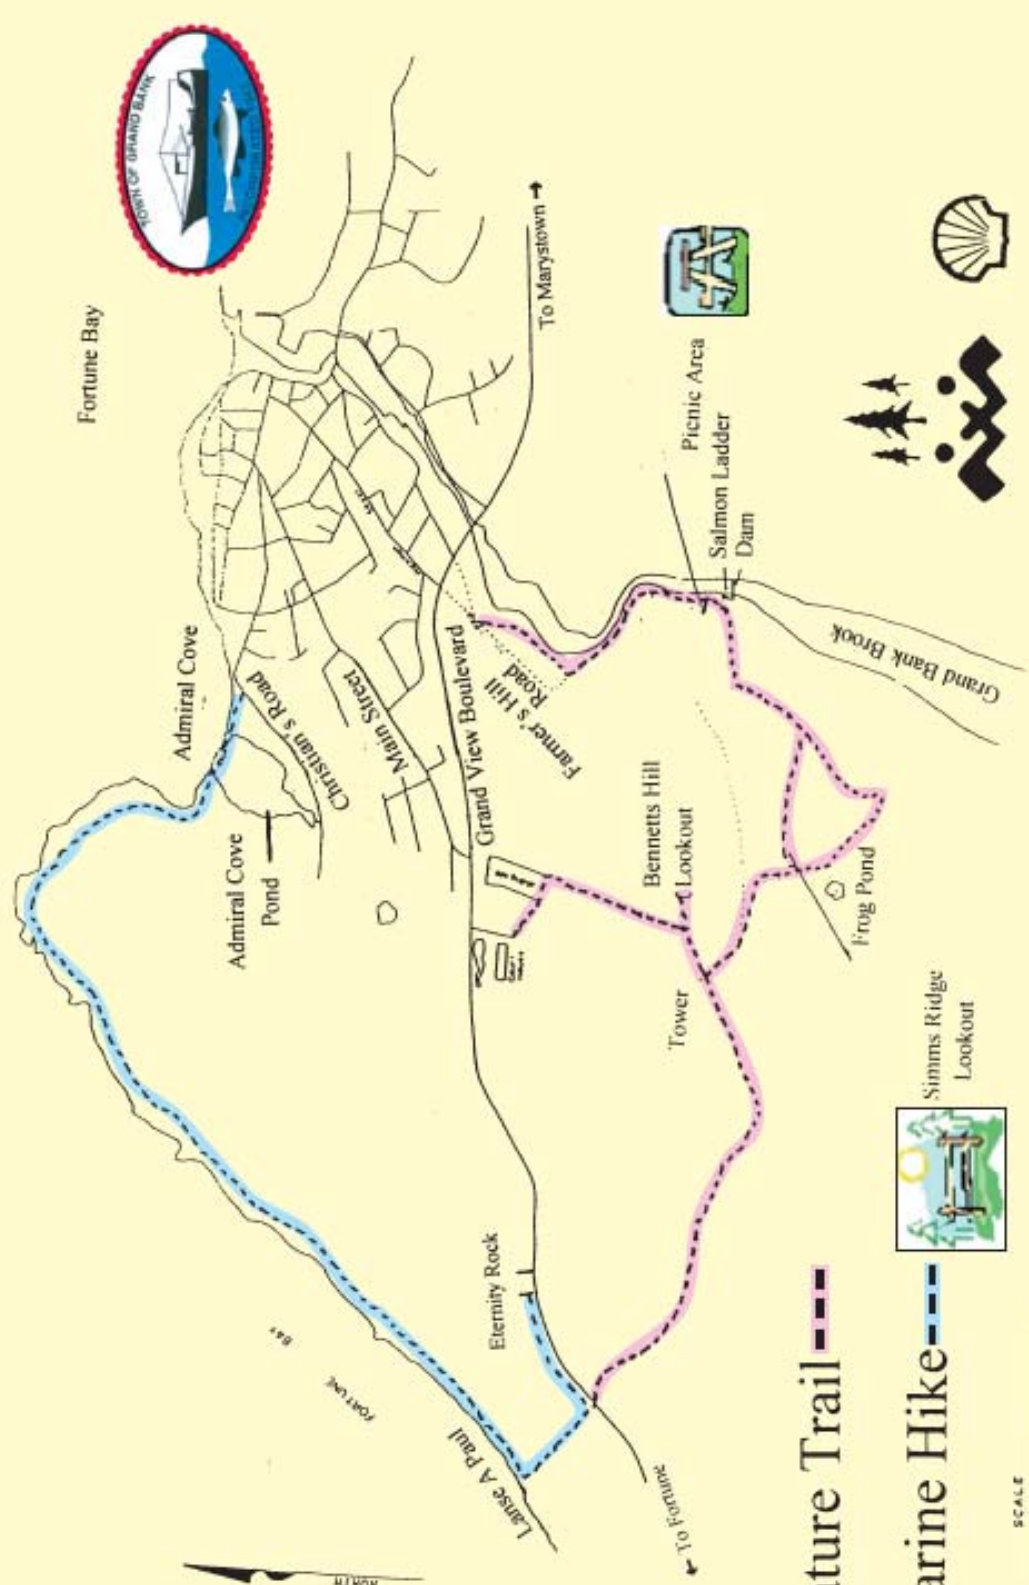 TOWN OF GRAND BANK
Fortune Bay
To Marystown
Picnic Area
Salmon Ladder
Dam
Grand Bank Brook
Admiral Cove
Christian's Road
Main Street
Grand View Boulevard
Farmer's Hill
Road
Admiral Cove
Pond
Bennetts Hill
Lookout
Frog Pond
Tower
Simms Ridge
Lookout
Eternity Rock
FORTUNE
BAY
Lanse A Paul
To Fortune
ture Trail
arine Hike
NORTH
SCALE